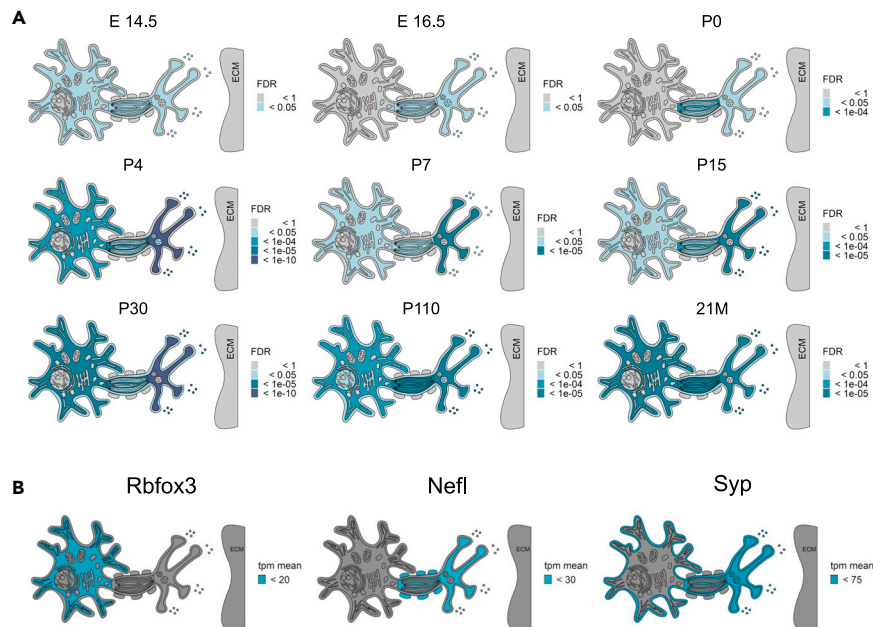 A
E 14.5
E 16.5
P0
ECM
FDR
< 1
< 0.05
ECM
FDR
< 1
< 0.05
ECM
FDR
< 1
< 0.05
< 1e-04
P4
P7
P15
ECM
FDR
< 1
< 0.05
< 1e-04
< 1e-05
< 1e-10
ECM
FDR
< 1
< 0.05
< 1e-05
ECM
FDR
< 1
< 0.05
< 1e-04
< 1e-05
P30
P110
21M
ECM
FDR
< 1
< 0.05
< 1e-05
< 1e-10
ECM
FDR
< 1
< 0.05
< 1e-04
< 1e-05
ECM
FDR
< 1
< 0.05
< 1e-04
< 1e-05
B
Rbfox3
Nefl
Syp
ECM
tpm mean
< 20
ECM
tpm mean
< 30
ECM
tpm mean
< 75